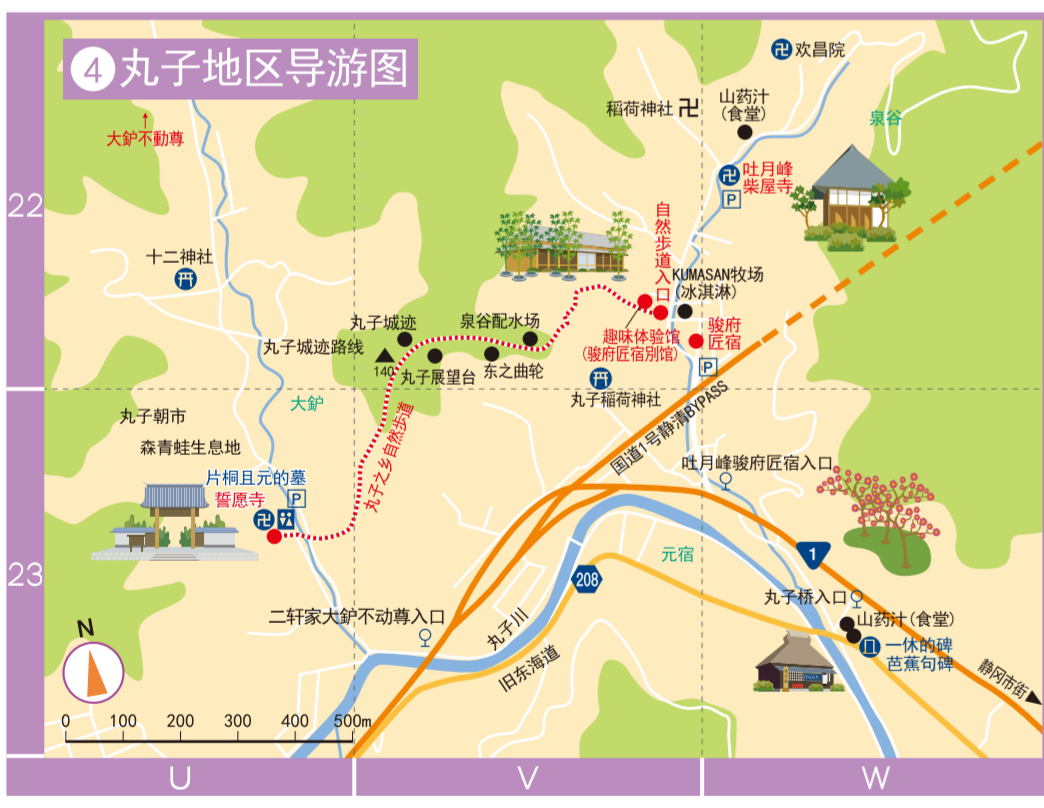 ④丸子地区导游图
卍 欢昌院
稻荷神社 卍
山药汁
(食堂)
泉谷
大鈩不動尊
22
卍 吐月峰
柴屋寺
P
自然步道入口
十二神社
KUMASAN牧场
(冰淇淋)
丸子城迹
泉谷配水场
趣味体验馆
(骏府匠宿別馆)
骏府
匠宿
丸子城迹路线
140
丸子展望台
东之曲轮
P
丸子稻荷神社
大鈩
丸子朝市
丸子之乡自然步道
国道1号静清BYPASS
森青蛙生息地
吐月峰骏府匠宿入口
片桐且元的墓
誓愿寺
P
卍
元宿
1
23
208
丸子桥入口
二轩家大鈩不动尊入口
丸子川
山药汁(食堂)
一休的碑
芭蕉句碑
旧东海道
静冈市街
N
0 100 200 300 400 500m
U V W